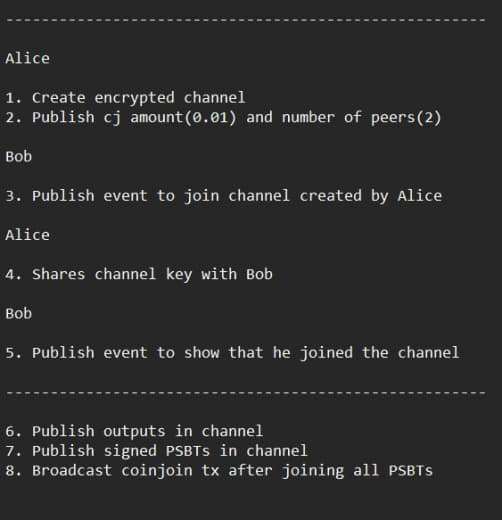 ------------------------------------------------------
Alice
1. Create encrypted channel
2. Publish cj amount(0.01) and number of peers(2)
Bob
3. Publish event to join channel created by Alice
Alice
4. Shares channel key with Bob
Bob
5. Publish event to show that he joined the channel
------------------------------------------------------
6. Publish outputs in channel
7. Publish signed PSBTs in channel
8. Broadcast coinjoin tx after joining all PSBTs